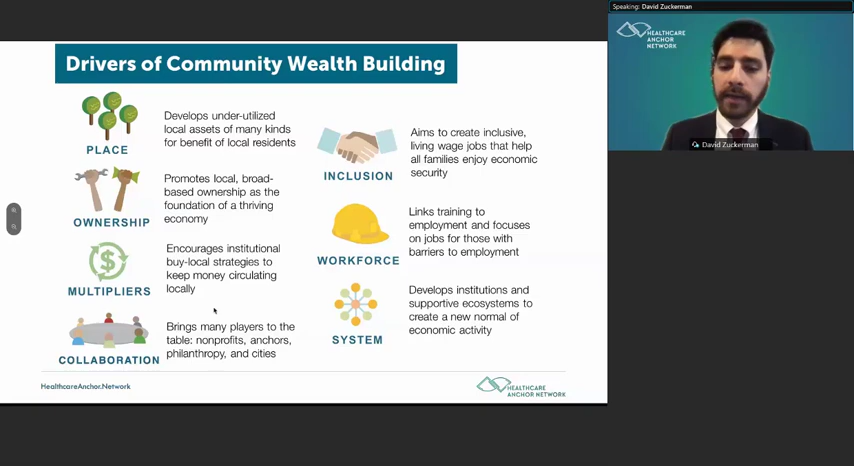 Speaking: David Zuckerman
HEALTHCARE
ANCHOR
NETWORK
David Zuckerman
Drivers of Community Wealth Building
PLACE
Develops under-utilized
local assets of many kinds
for benefit of local residents
OWNERSHIP
Promotes local, broad-
based ownership as the
foundation of a thriving
economy
$
MULTIPLIERS
Encourages institutional
buy-local strategies to
keep money circulating
locally
COLLABORATION
Brings many players to the
table: nonprofits, anchors,
philanthropy, and cities
INCLUSION
Aims to create inclusive,
living wage jobs that help
all families enjoy economic
security
WORKFORCE
Links training to
employment and focuses
on jobs for those with
barriers to employment
SYSTEM
Develops institutions and
supportive ecosystems to
create a new normal of
economic activity
HealthcareAnchor.Network
HEALTHCARE
ANCHOR NETWORK